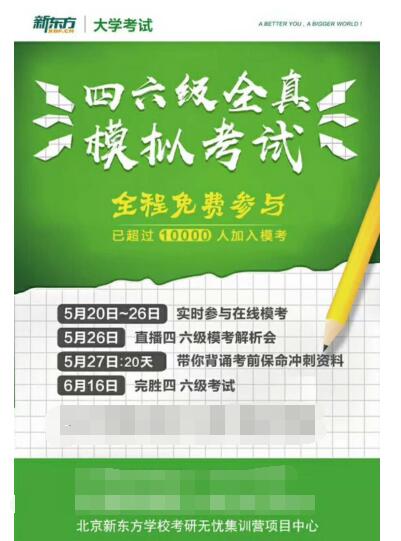 新东方
XDF.CN
大学考试
A BETTER YOU , A BIGGER WORLD !
四六级全真
模拟考试
全程免费参与
已超过 10000 人加入模考
5月20日~26日 实时参与在线模考
5月26日 直播四 六级模考解析会
5月27日:20天 带你背诵考前保命冲刺资料
6月16日 完胜四 六级考试
北京新东方学校考研无忧集训营项目中心